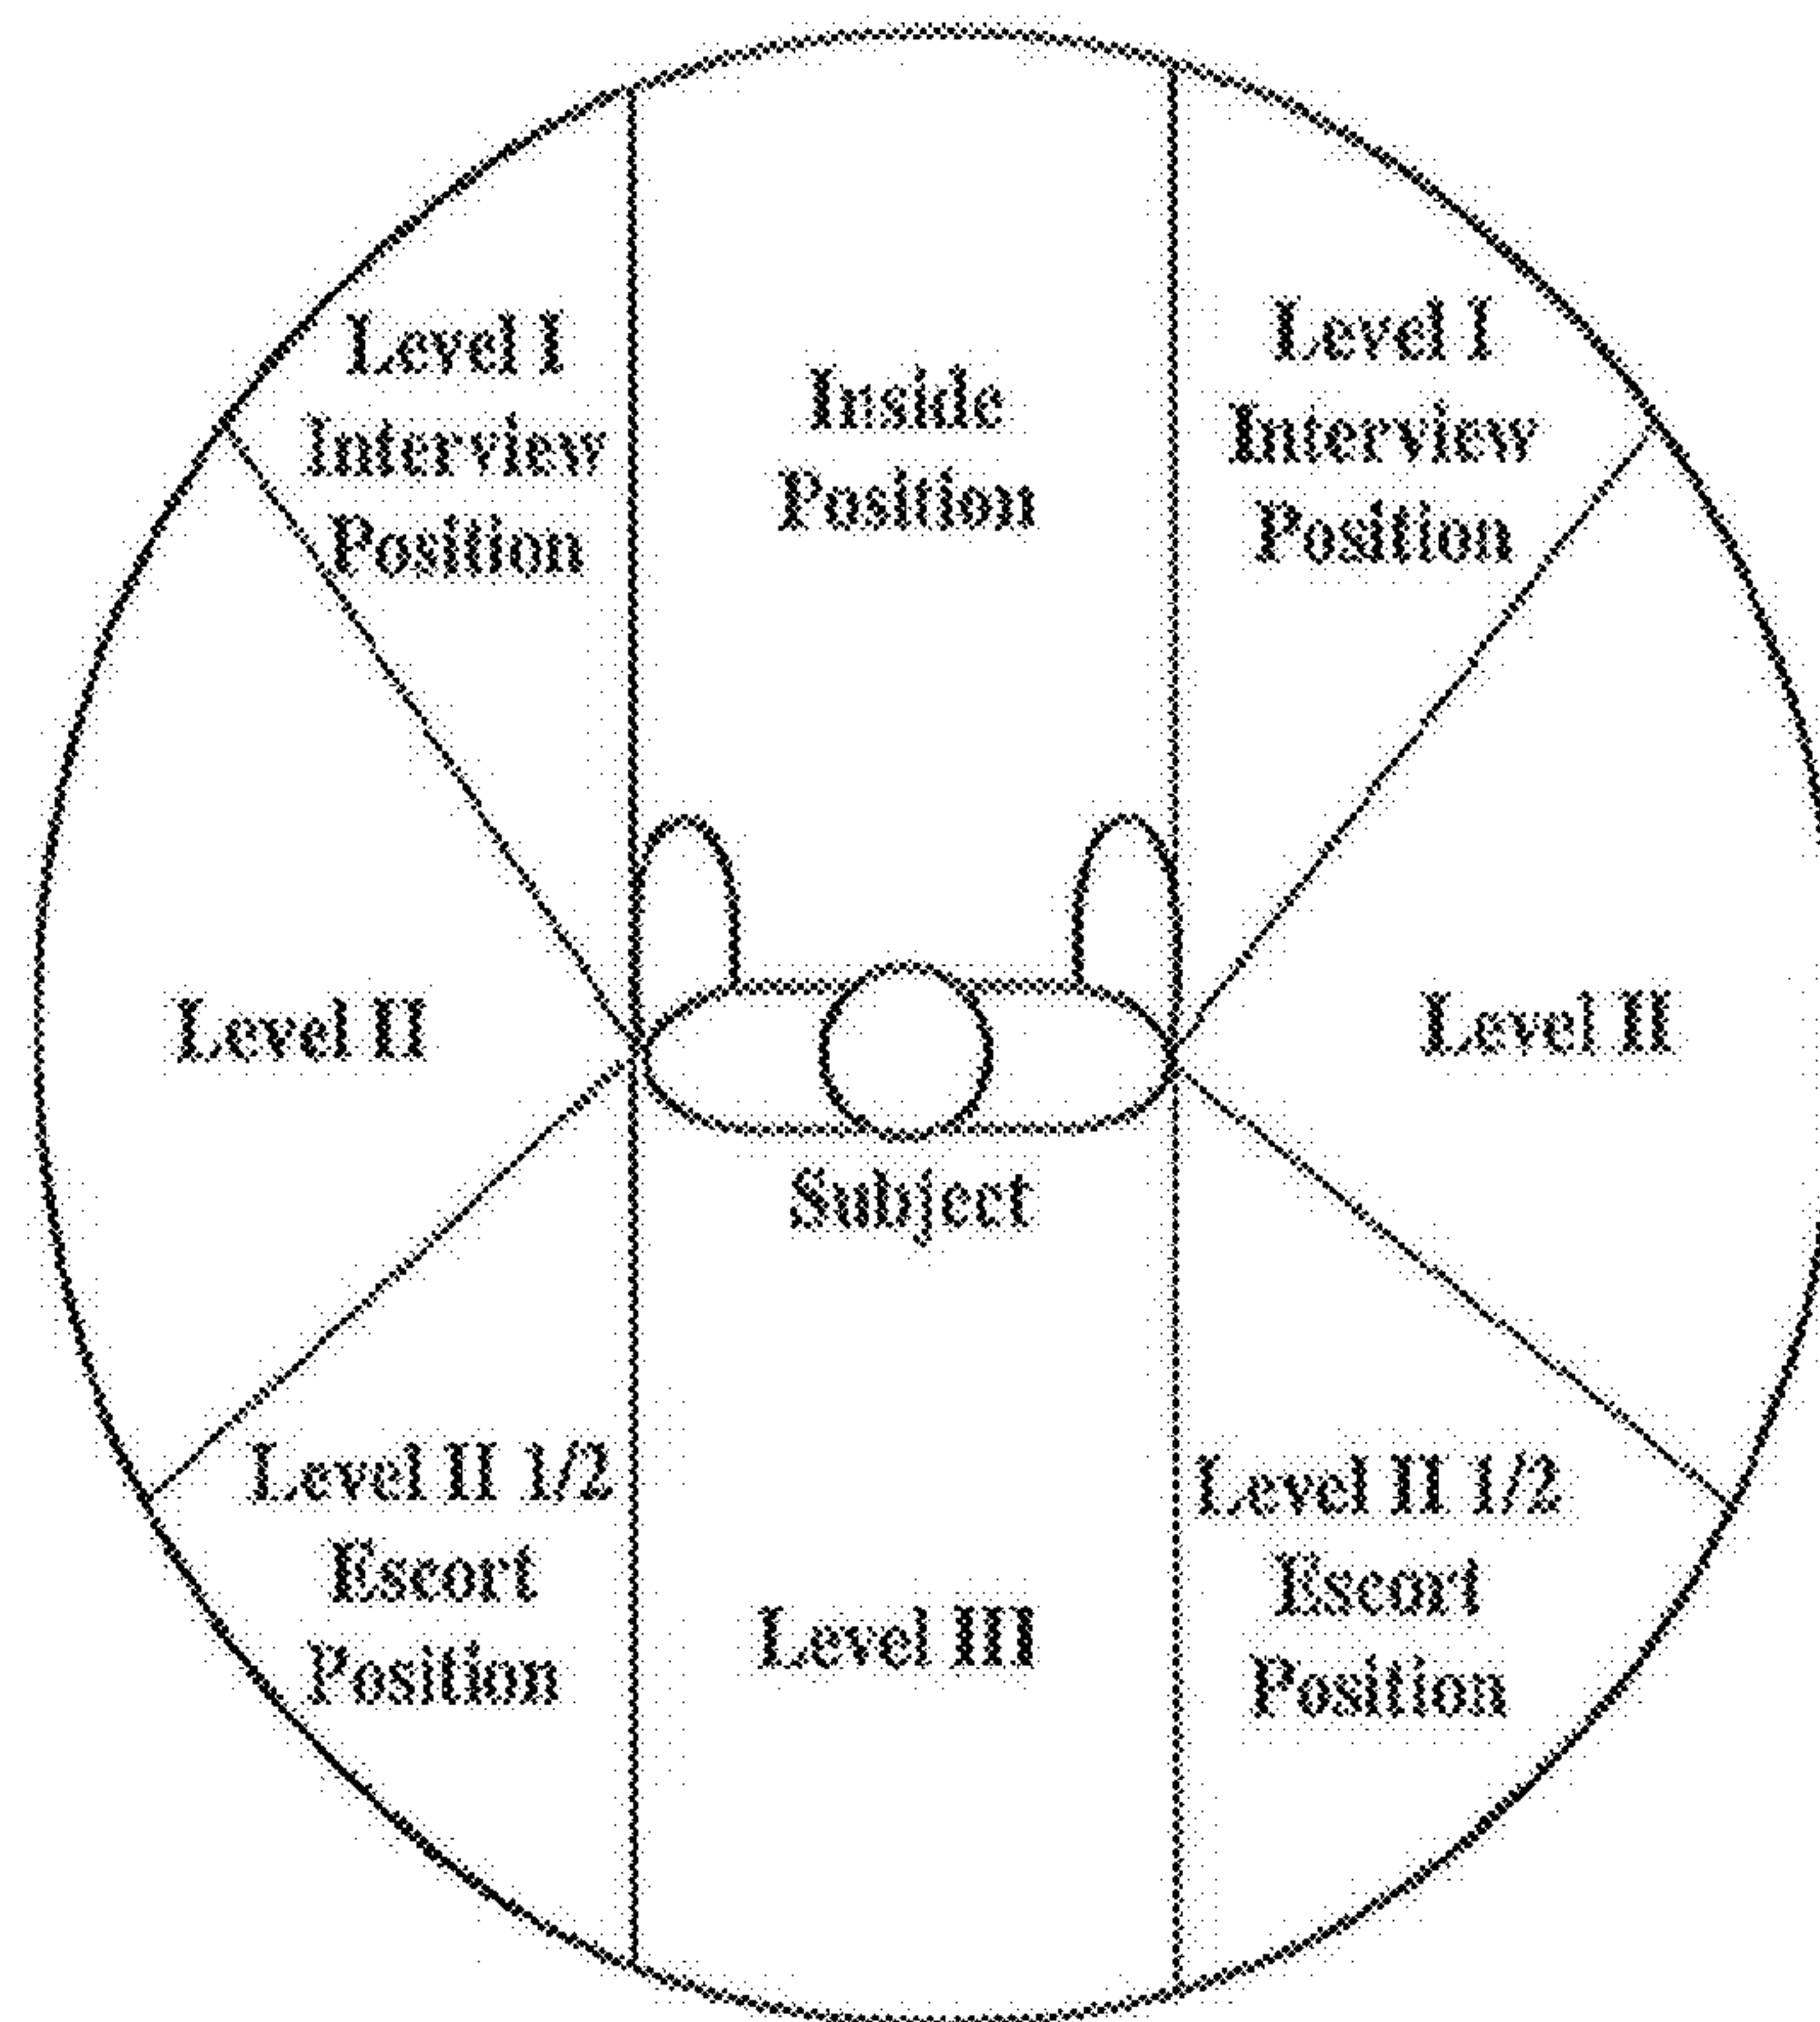 Level I
Interview
Position
Inside
Position
Level I
Interview
Position
Level II
Level II
Subject
Level II 1/2
Escort
Position
Level III
Level II 1/2
Escort
Position